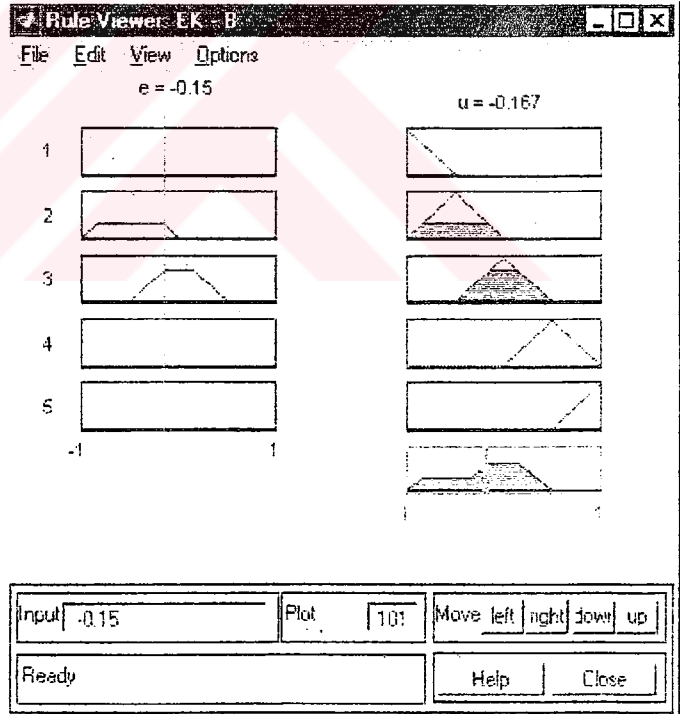 Rule Viewer: EK - B
File Edit View Options
e = -0.15
u = -0.167
1
2
3
4
5
-1 1
1
Input -0.15 Plot 101 Move left right down up
Ready Help Close